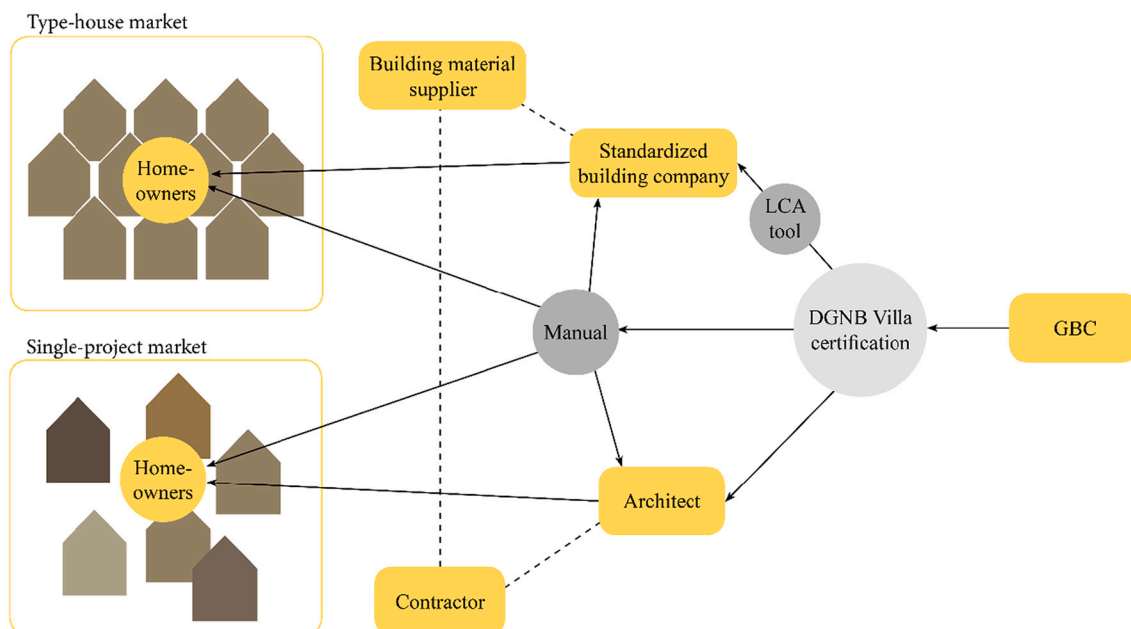 Type-house market
Home-
owners
Building material
supplier
Standardized
building company
LCA
tool
Manual
DGNB Villa
certification
GBC
Single-project market
Home-
owners
Architect
Contractor